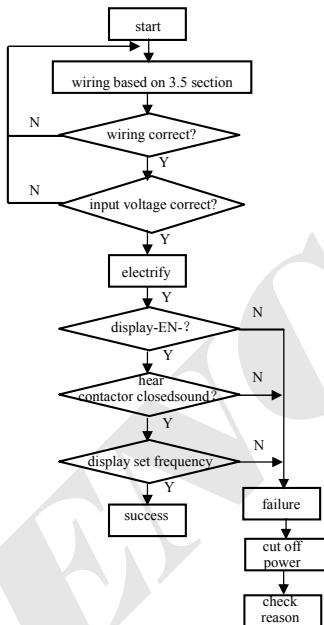 start
wiring based on 3.5 section
N
wiring correct?
Y
N
input voltage correct?
Y
electrify
Y
N
display-EN-?
Y
hear
N
contactor closedsound?
Y
N
display set frequency
Y
success
failure
cut off
power
check
reason